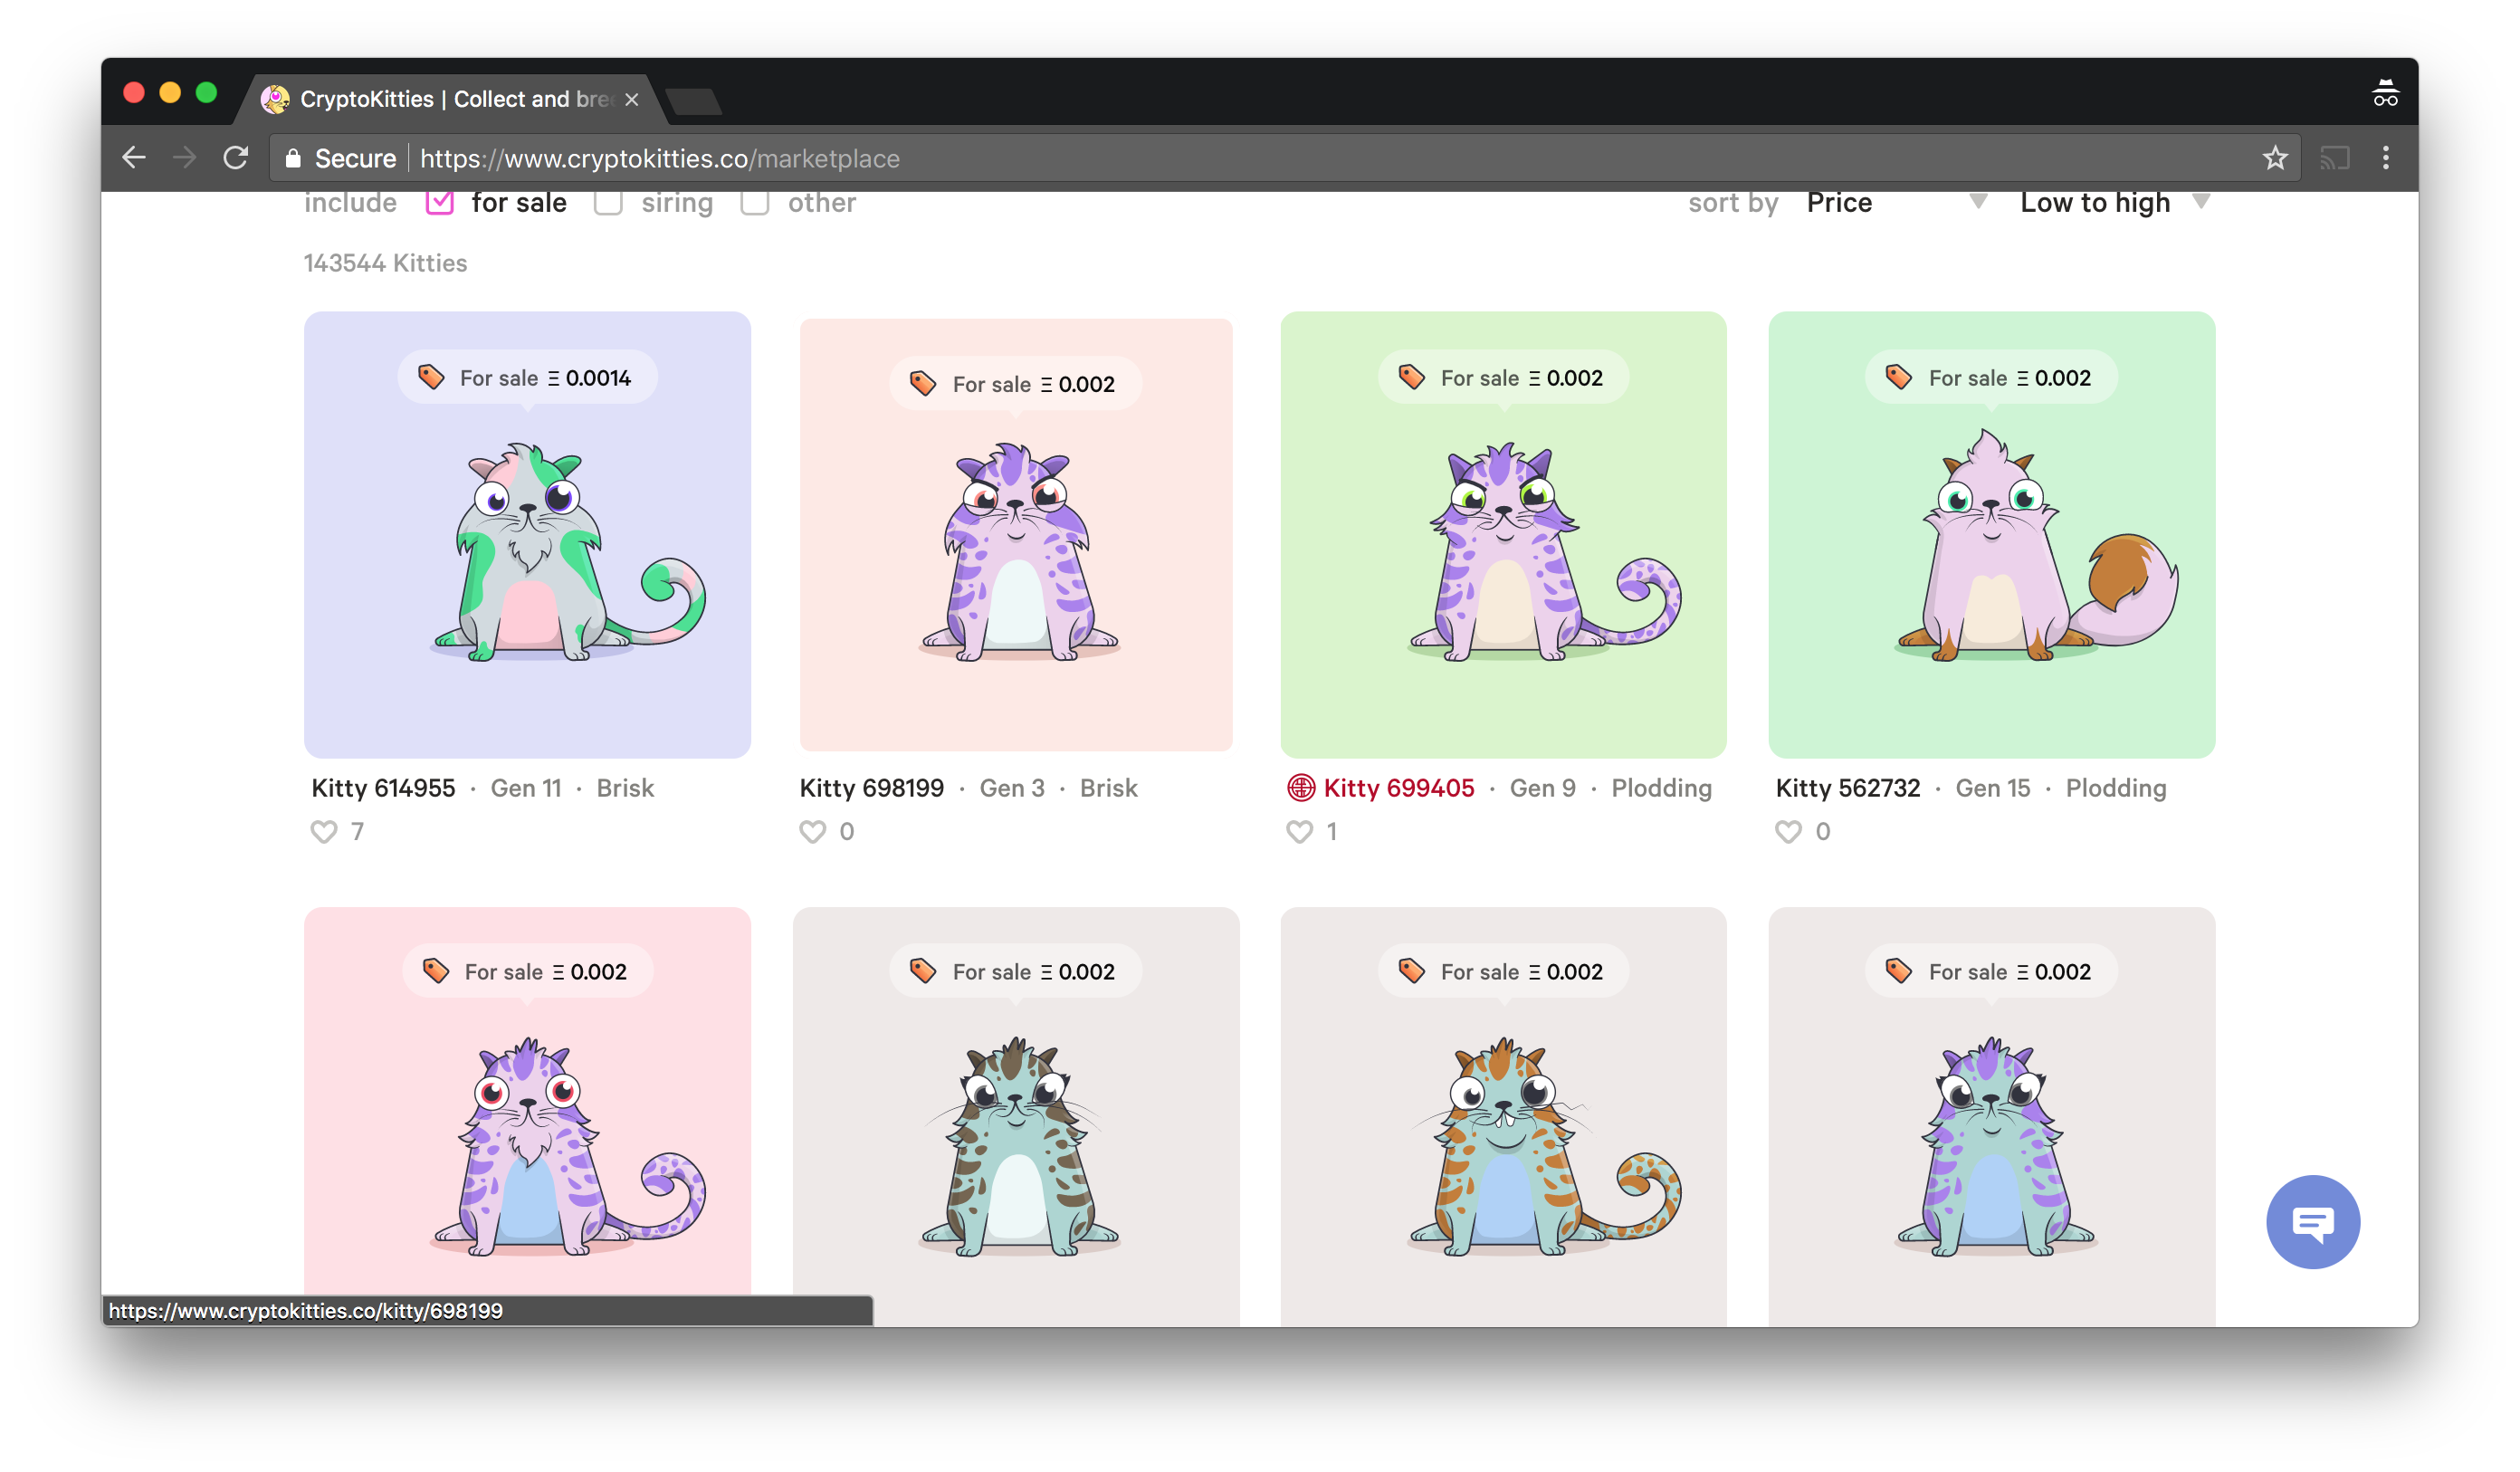 CryptoKitties | Collect and bre
Secure https://www.cryptokitties.co/marketplace
include for sale siring other sort by Price Low to high
143544 Kitties
For sale Ξ 0.0014
For sale Ξ 0.002
For sale Ξ 0.002
For sale Ξ 0.002
Kitty 614955 · Gen 11 · Brisk
7
Kitty 698199 · Gen 3 · Brisk
0
Kitty 699405 · Gen 9 · Plodding
1
Kitty 562732 · Gen 15 · Plodding
0
For sale Ξ 0.002
For sale Ξ 0.002
For sale Ξ 0.002
For sale Ξ 0.002
https://www.cryptokitties.co/kitty/698199